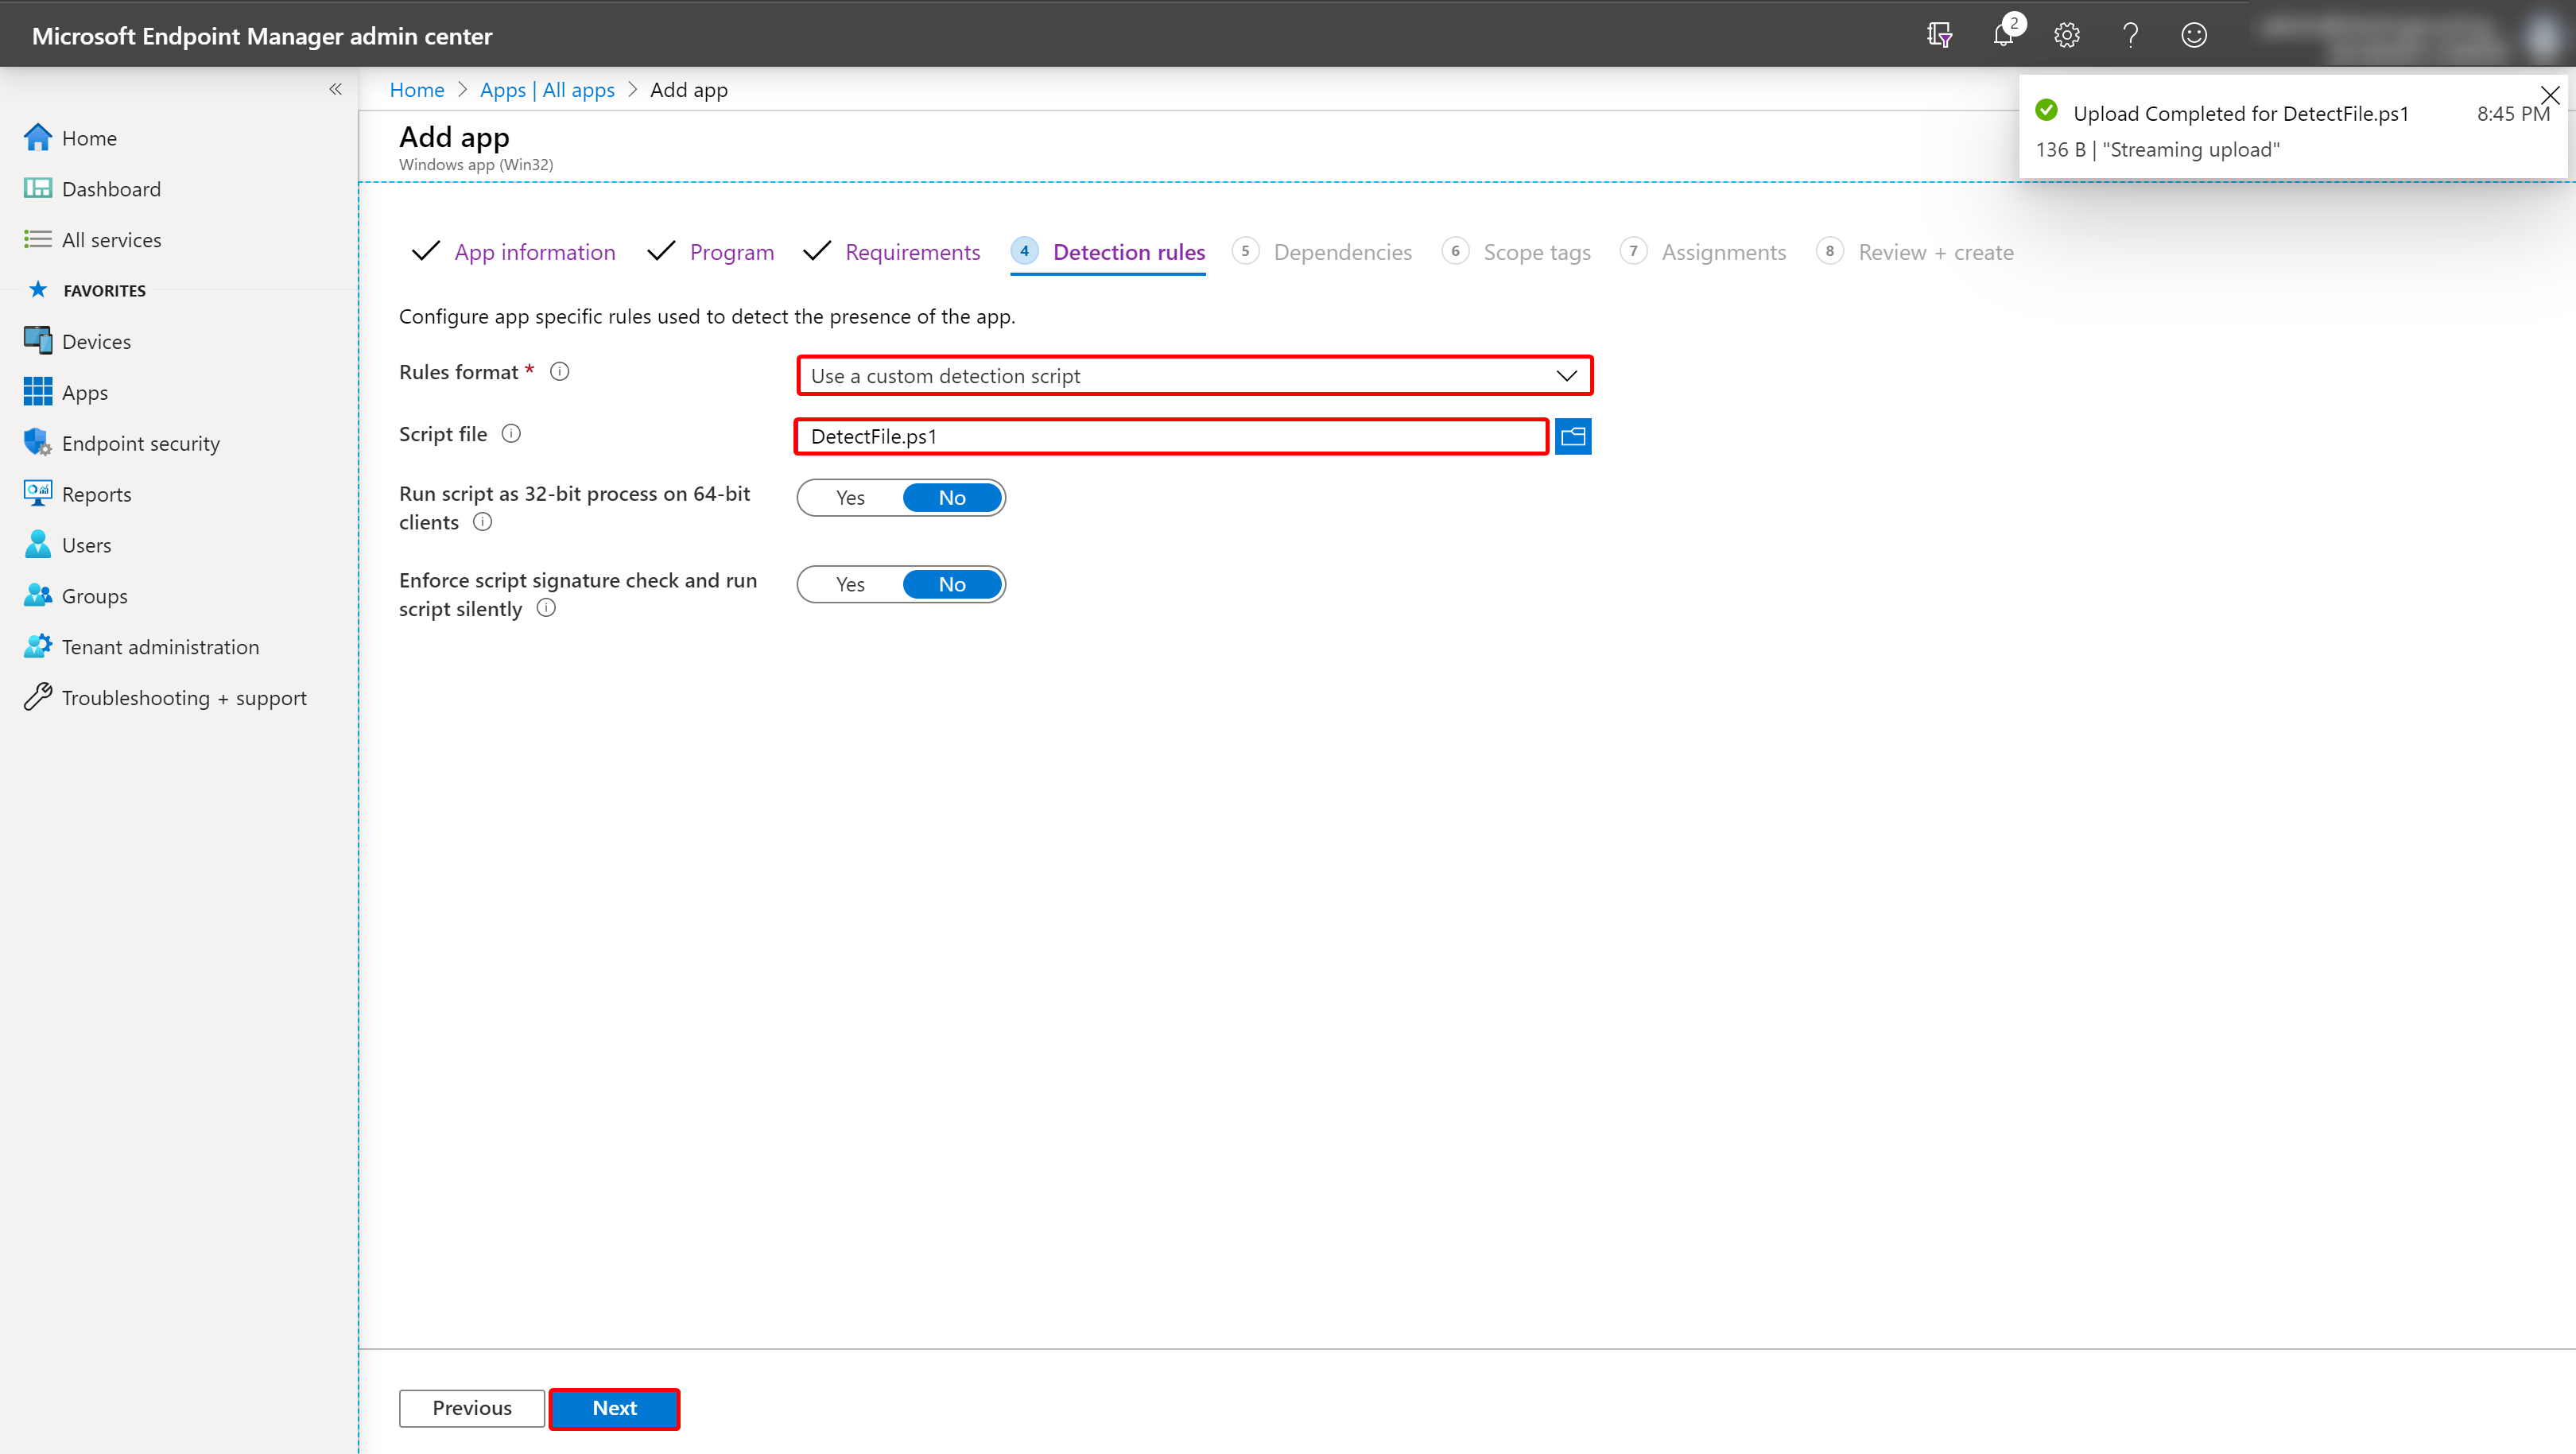 Microsoft Endpoint Manager admin center
2
Home > Apps | All apps > Add app
Add app
Windows app (Win32)
Upload Completed for DetectFile.ps1 8:45 PM
136 B | "Streaming upload"
Home
Dashboard
All services
FAVORITES
Devices
Apps
Endpoint security
Reports
Users
Groups
Tenant administration
Troubleshooting + support
App information Program Requirements 4 Detection rules 5 Dependencies 6 Scope tags 7 Assignments 8 Review + create
Configure app specific rules used to detect the presence of the app.
Rules format * Use a custom detection script
Script file DetectFile.ps1
Run script as 32-bit process on 64-bit
clients
Yes No
Enforce script signature check and run
script silently
Yes No
Previous Next